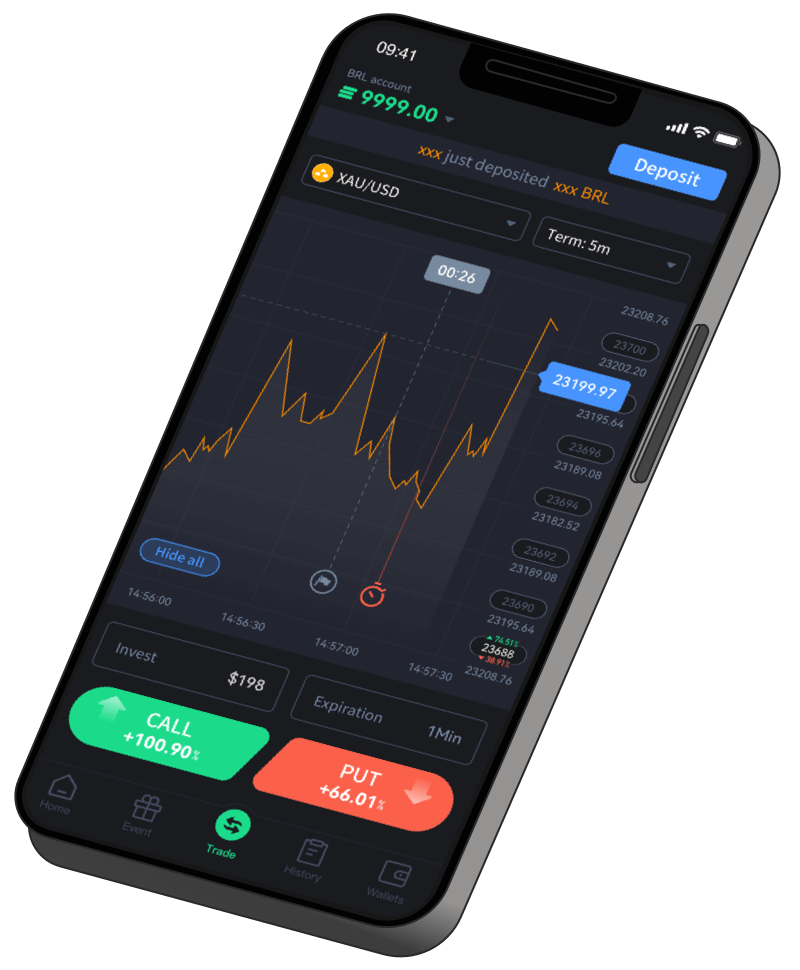 09:41
BRL account
9999.00
xxx just deposited xxx BRL
Deposit
XAU/USD
Term: 5m
00:26
23208.76
23700
23202.20
23199.97
23195.64
23696
23189.08
23694
23182.52
23692
23189.08
23690
23195.64
74.51%
23688
38.91%
23208.76
Hide all
14:56:00
14:56:30
14:57:00
14:57:30
Invest
$198
Expiration
1Min
CALL
+100.90%
PUT
+66.01%
Home
Event
Trade
History
Wallets